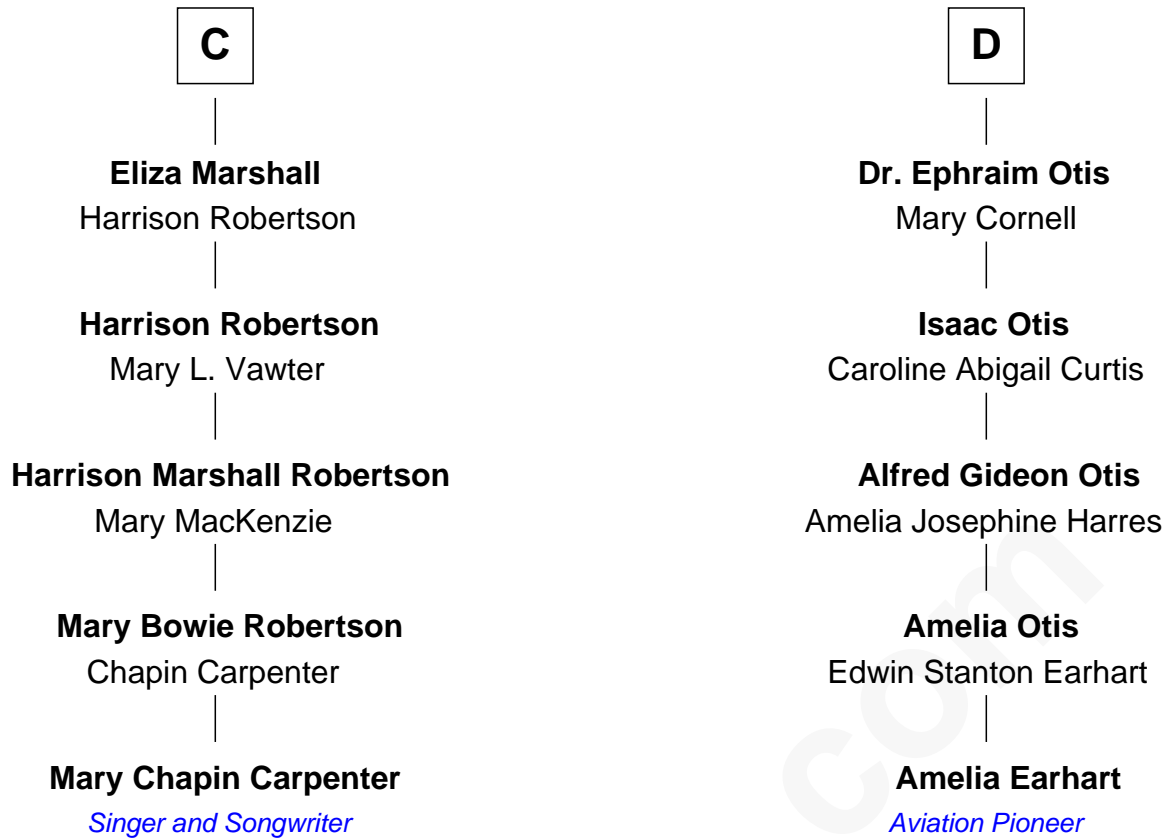 C
Eliza Marshall
Harrison Robertson
Harrison Robertson
Mary L. Vawter
Harrison Marshall Robertson
Mary MacKenzie
Mary Bowie Robertson
Chapin Carpenter
Mary Chapin Carpenter
Singer and Songwriter
D
Dr. Ephraim Otis
Mary Cornell
Isaac Otis
Caroline Abigail Curtis
Alfred Gideon Otis
Amelia Josephine Harres
Amelia Otis
Edwin Stanton Earhart
Amelia Earhart
Aviation Pioneer
com